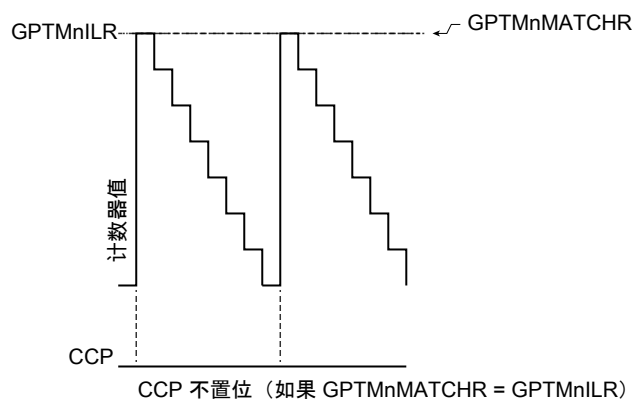 GPTMnILR
GPTMnMATCHR
计数器值
CCP
CCP 不置位（如果 GPTMnMATCHR = GPTMnILR）